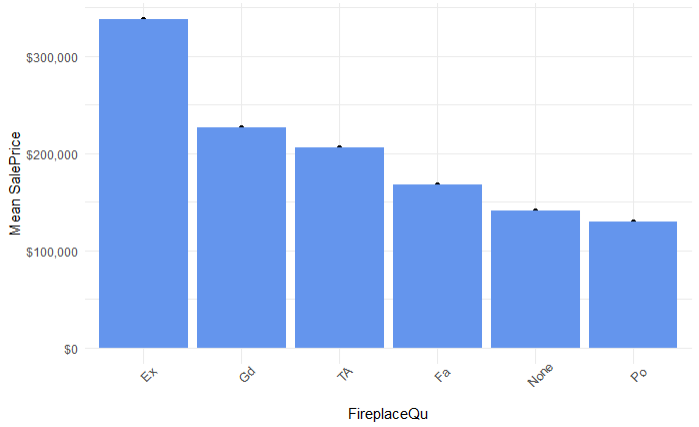 $300,000
$200,000
$100,000
$0
Mean SalePrice
Ex Gd TA Fa None Po
FireplaceQu